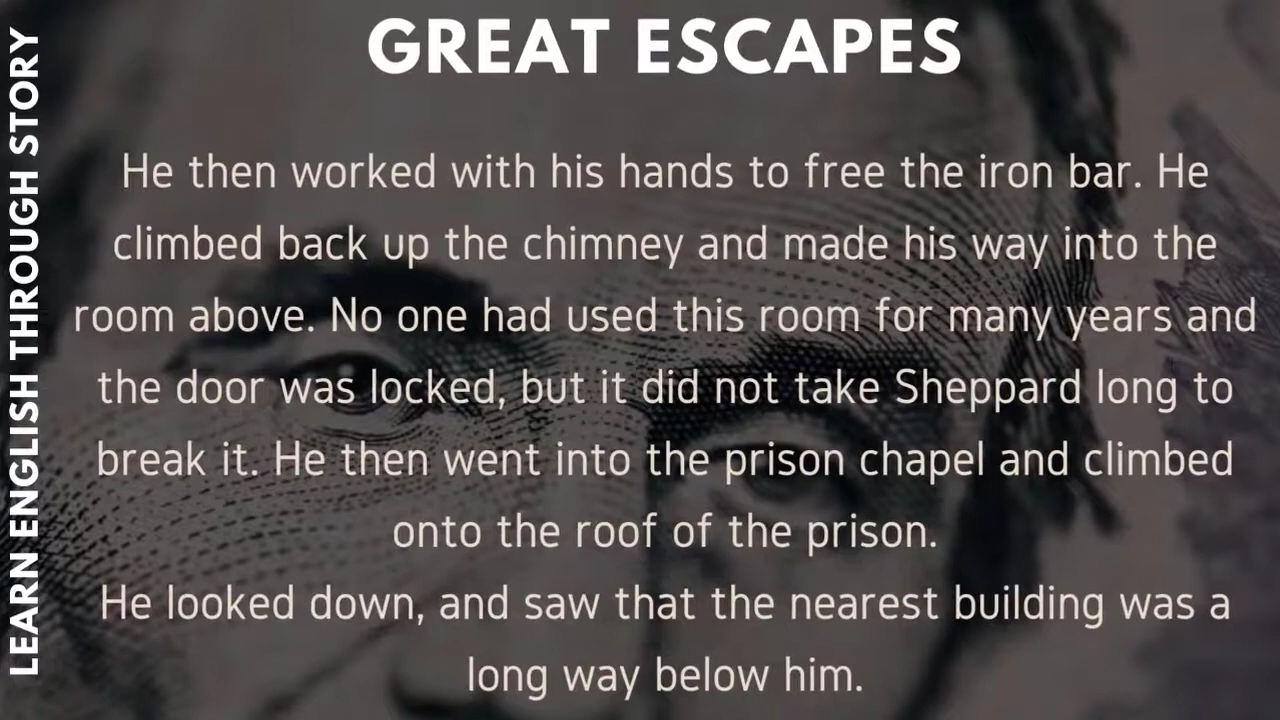 GREAT ESCAPES
LEARN ENGLISH THROUGH STORY
He then worked with his hands to free the iron bar. He
climbed back up the chimney and made his way into the
room above. No one had used this room for many years and
the door was locked, but it did not take Sheppard long to
break it. He then went into the prison chapel and climbed
onto the roof of the prison.
He looked down, and saw that the nearest building was a
long way below him.